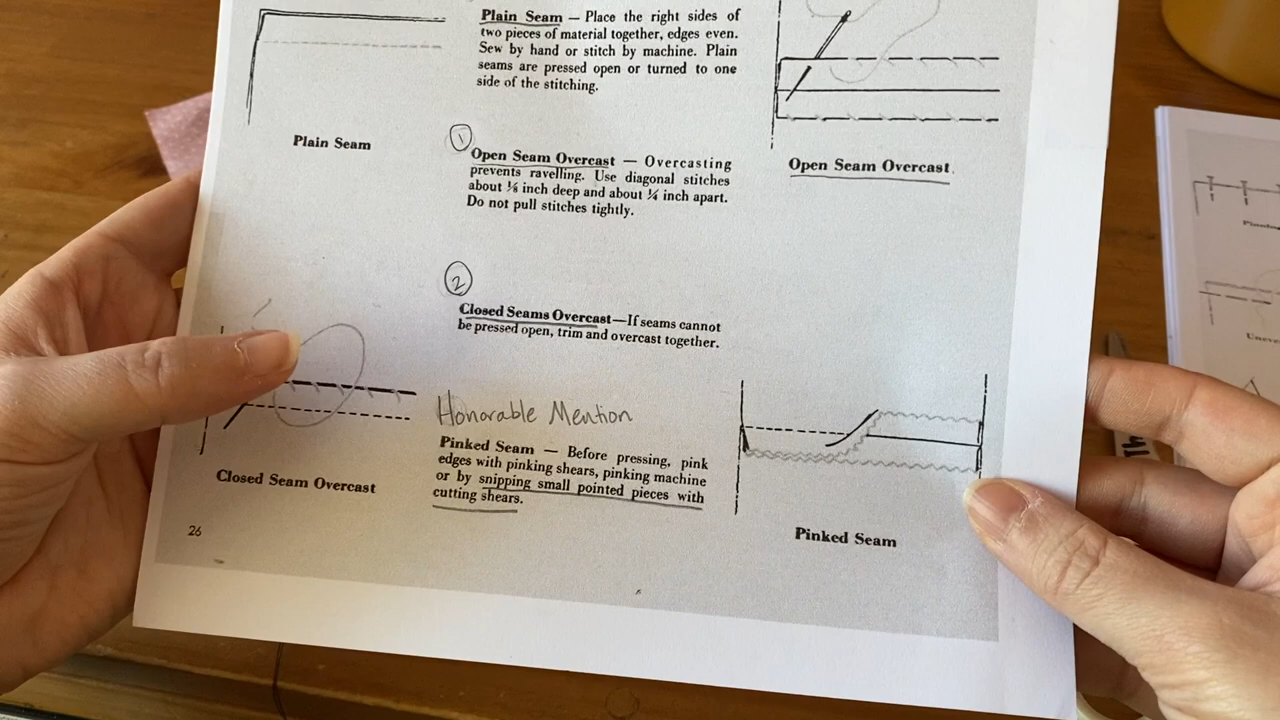 Plain Seam — Place the right sides of
two pieces of material together, edges even.
Sew by hand or stitch by machine. Plain
seams are pressed open or turned to one
side of the stitching.
Plain Seam
1
Open Seam Overcast — Overcasting
prevents ravelling. Use diagonal stitches
about ⅛ inch deep and about ¼ inch apart.
Do not pull stitches tightly.
Open Seam Overcast
2
Closed Seams Overcast—If seams cannot
be pressed open, trim and overcast together.
Closed Seam Overcast
Honorable Mention
Pinked Seam — Before pressing, pink
edges with pinking shears, pinking machine
or by snipping small pointed pieces with
cutting shears.
Pinked Seam
26